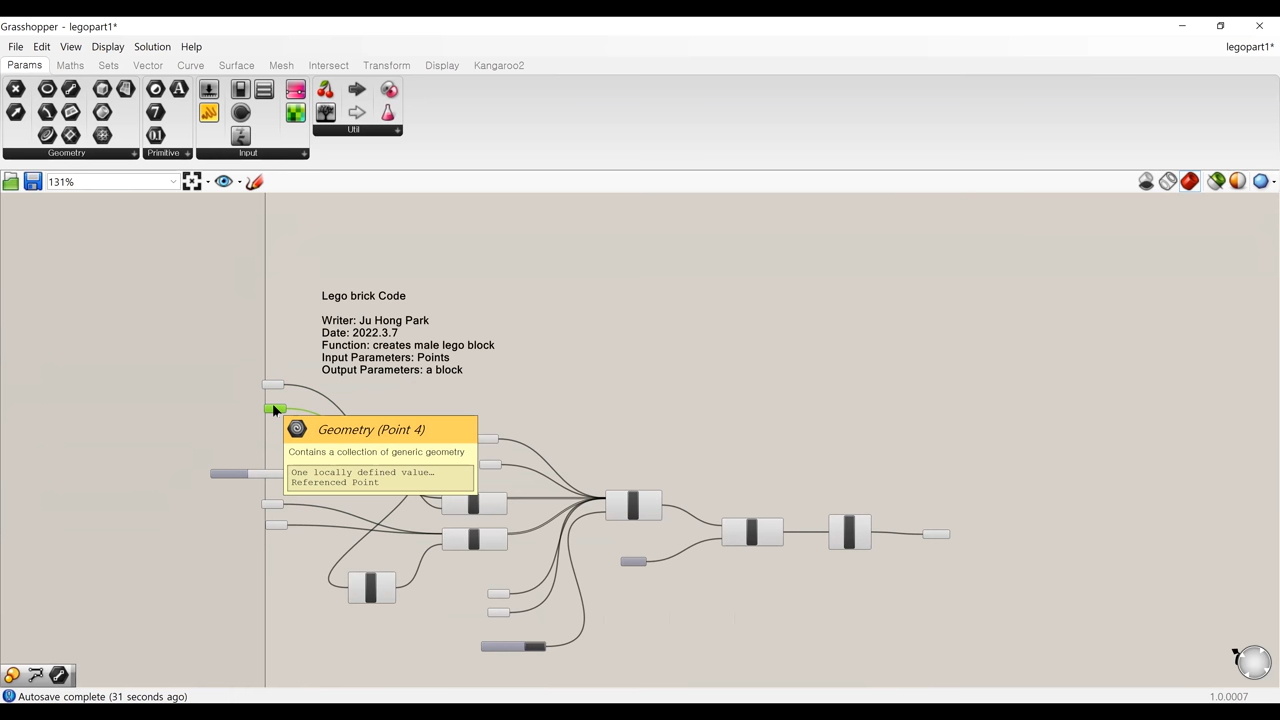 Grasshopper - legopart1*
File Edit View Display Solution Help
legopart1*
Params Maths Sets Vector Curve Surface Mesh Intersect Transform Display Kangaroo2
Geometry Primitive Input Util
131%
Lego brick Code
Writer: Ju Hong Park
Date: 2022.3.7
Function: creates male lego block
Input Parameters: Points
Output Parameters: a block
Geometry (Point 4)
Contains a collection of generic geometry
One locally defined value…
Referenced Point
Autosave complete (31 seconds ago)
1.0.0007